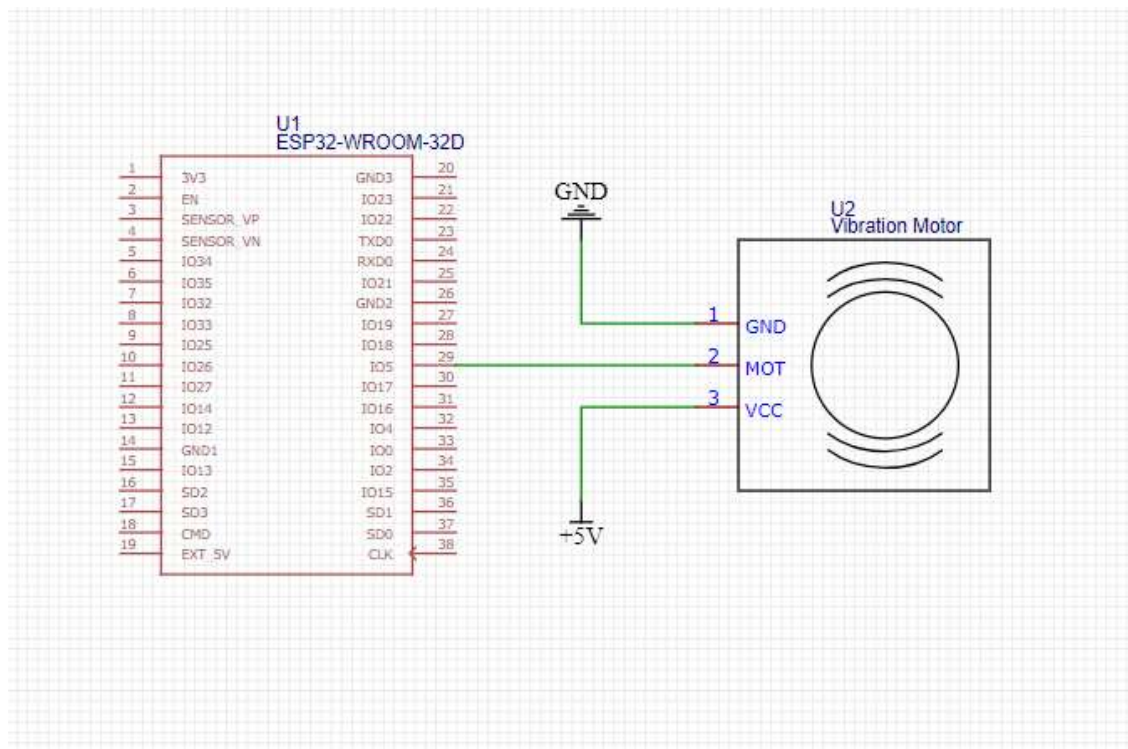 U1
ESP32-WROOM-32D
1 3V3 GND3 20
2 EN IO23 21
3 SENSOR_VP IO22 22
4 SENSOR_VN TXD0 23
5 IO34 RXD0 24
6 IO35 IO21 25
7 IO32 GND2 26
8 IO33 IO19 27
9 IO25 IO18 28
10 IO26 IO5 29
11 IO27 IO17 30
12 IO14 IO16 31
13 IO12 IO4 32
14 GND1 IO0 33
15 IO13 IO2 34
16 SD2 IO15 35
17 SD3 SD1 36
18 CMD SD0 37
19 EXT_5V CLK 38
GND
+5V
U2
Vibration Motor
1 GND
2 MOT
3 VCC